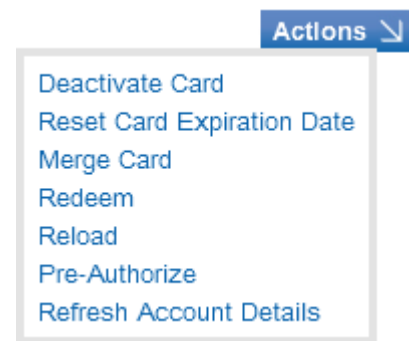 Actions
Deactivate Card
Reset Card Expiration Date
Merge Card
Redeem
Reload
Pre-Authorize
Refresh Account Details